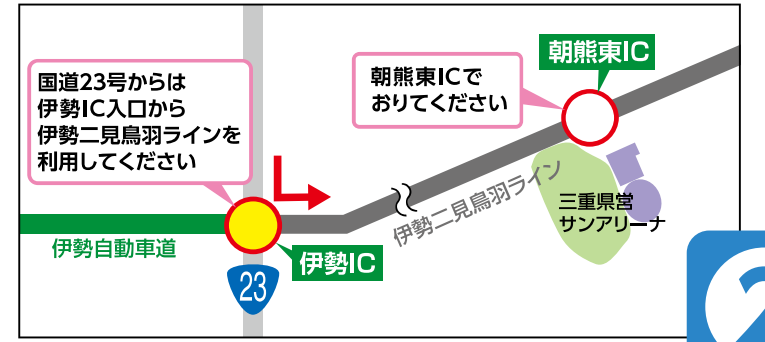 国道23号からは
伊勢IC入口から
伊勢二見鳥羽ラインを
利用してください
朝熊東ICで
おりてください
朝熊東IC
伊勢二見鳥羽ライン
三重県営
サンアリーナ
伊勢自動車道
伊勢IC
23
2